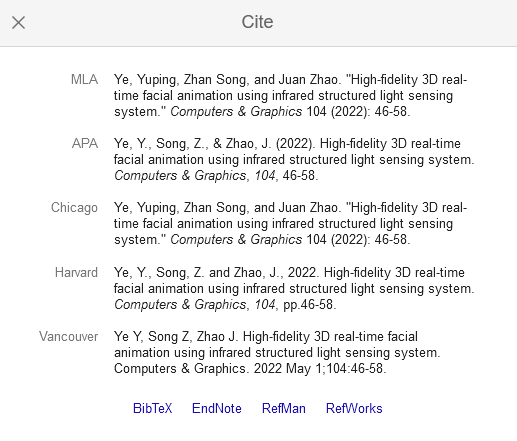 Cite
MLA Ye, Yuping, Zhan Song, and Juan Zhao. "High-fidelity 3D real-
time facial animation using infrared structured light sensing
system." Computers & Graphics 104 (2022): 46-58.
APA Ye, Y., Song, Z., & Zhao, J. (2022). High-fidelity 3D real-time
facial animation using infrared structured light sensing system.
Computers & Graphics, 104, 46-58.
Chicago Ye, Yuping, Zhan Song, and Juan Zhao. "High-fidelity 3D real-
time facial animation using infrared structured light sensing
system." Computers & Graphics 104 (2022): 46-58.
Harvard Ye, Y., Song, Z. and Zhao, J., 2022. High-fidelity 3D real-time
facial animation using infrared structured light sensing system.
Computers & Graphics, 104, pp.46-58.
Vancouver Ye Y, Song Z, Zhao J. High-fidelity 3D real-time facial
animation using infrared structured light sensing system.
Computers & Graphics. 2022 May 1;104:46-58.
BibTeX EndNote RefMan RefWorks